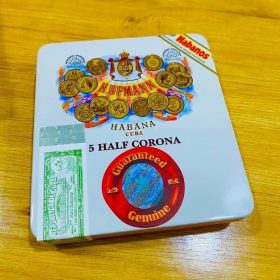 Habanos
H.UPMANN
HABANA
CUBA
5 HALF CORONA
Guaranteed
Genuine